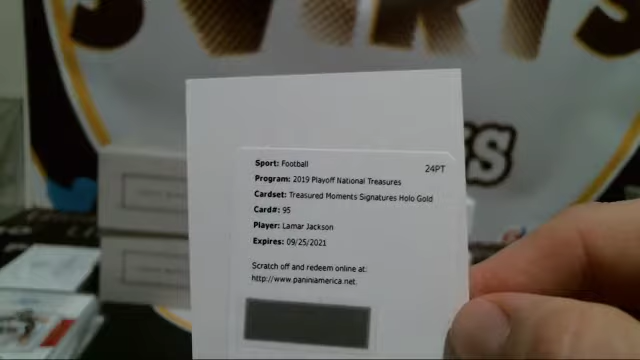 24PT
Sport: Football
Program: 2019 Playoff National Treasures
Cardset: Treasured Moments Signatures Holo Gold
Card#: 95
Player: Lamar Jackson
Expires: 09/25/2021
Scratch off and redeem online at:
http://www.paniniamerica.net.